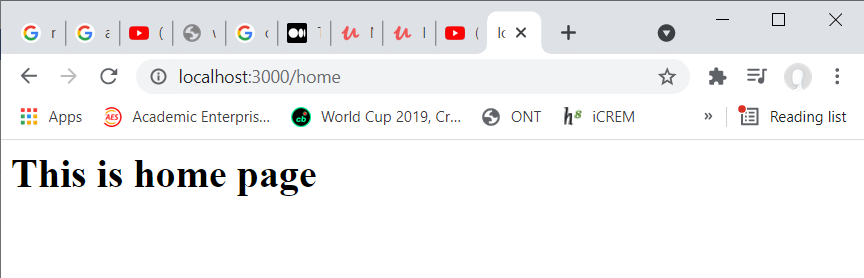 localhost:3000/home
Apps
Academic Enterpris...
World Cup 2019, Cr...
ONT
iCREM
»
Reading list
This is home page